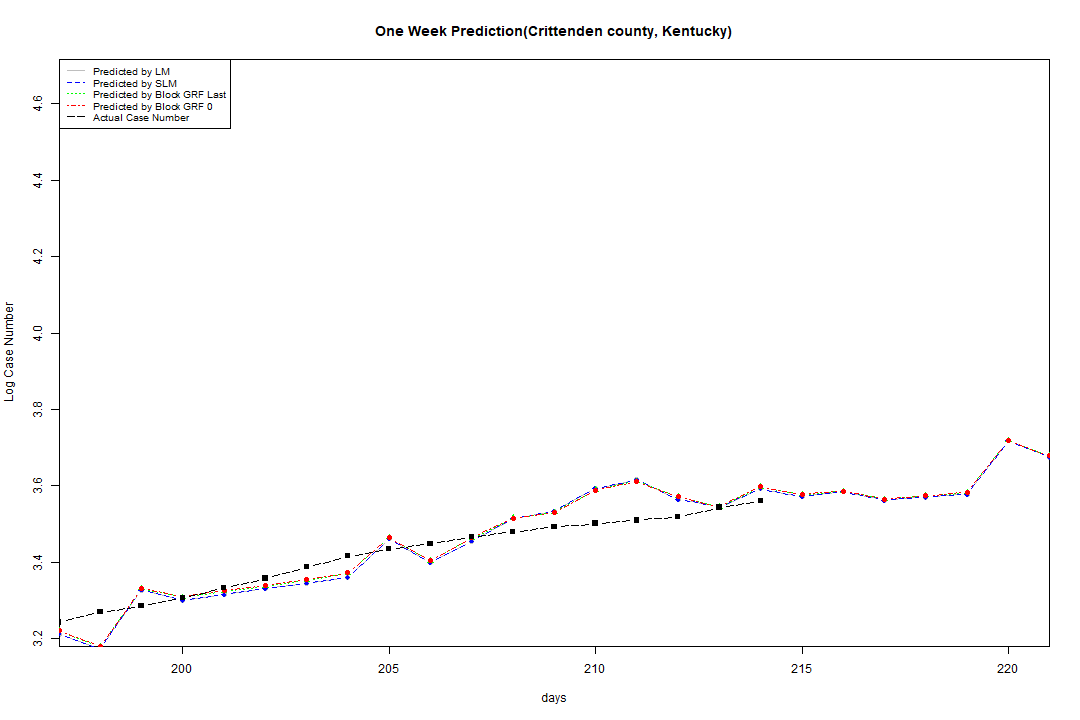 One Week Prediction(Crittenden county, Kentucky)
Predicted by LM
Predicted by SLM
Predicted by Block GRF Last
Predicted by Block GRF 0
Actual Case Number
Log Case Number
4.6
4.4
4.2
4.0
3.8
3.6
3.4
3.2
200 205 210 215 220
days